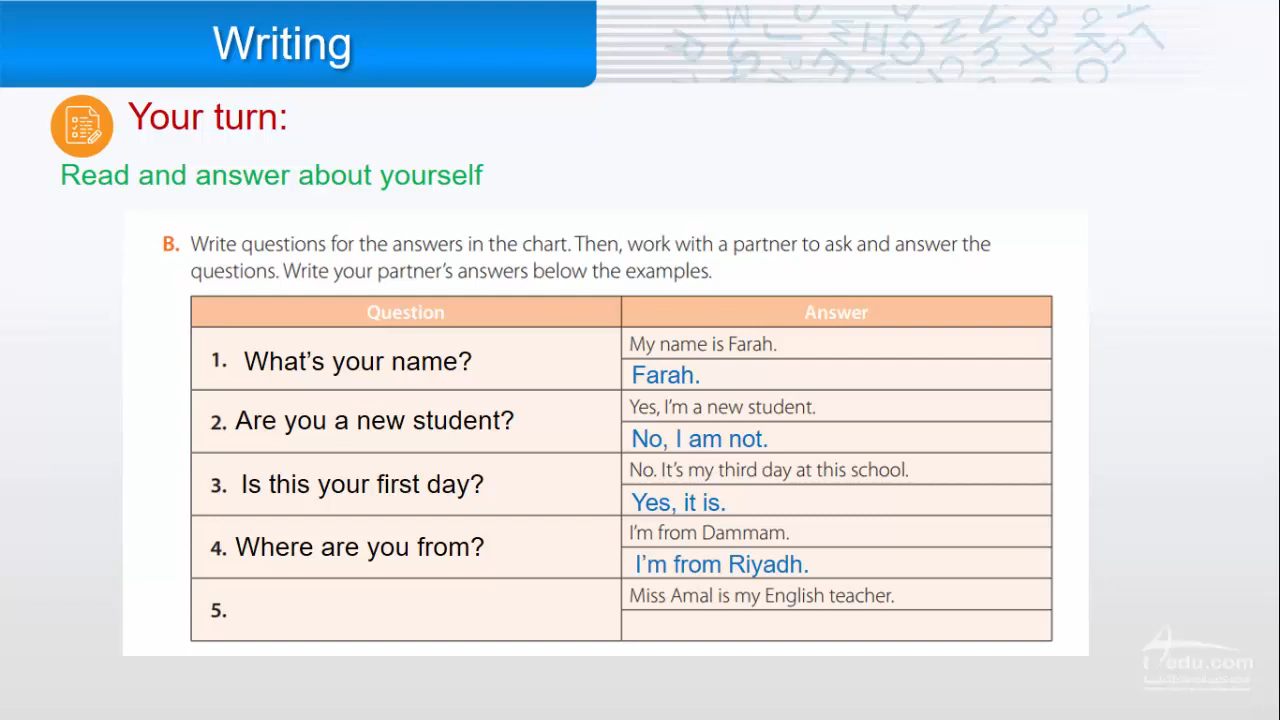 Writing
Your turn:
Read and answer about yourself
B. Write questions for the answers in the chart. Then, work with a partner to ask and answer the
questions. Write your partner's answers below the examples.
Question Answer
1. What's your name? My name is Farah.
Farah.
2. Are you a new student? Yes, I'm a new student.
No, I am not.
3. Is this your first day? No. It's my third day at this school.
Yes, it is.
4. Where are you from? I'm from Dammam.
I'm from Riyadh.
5. Miss Amal is my English teacher.